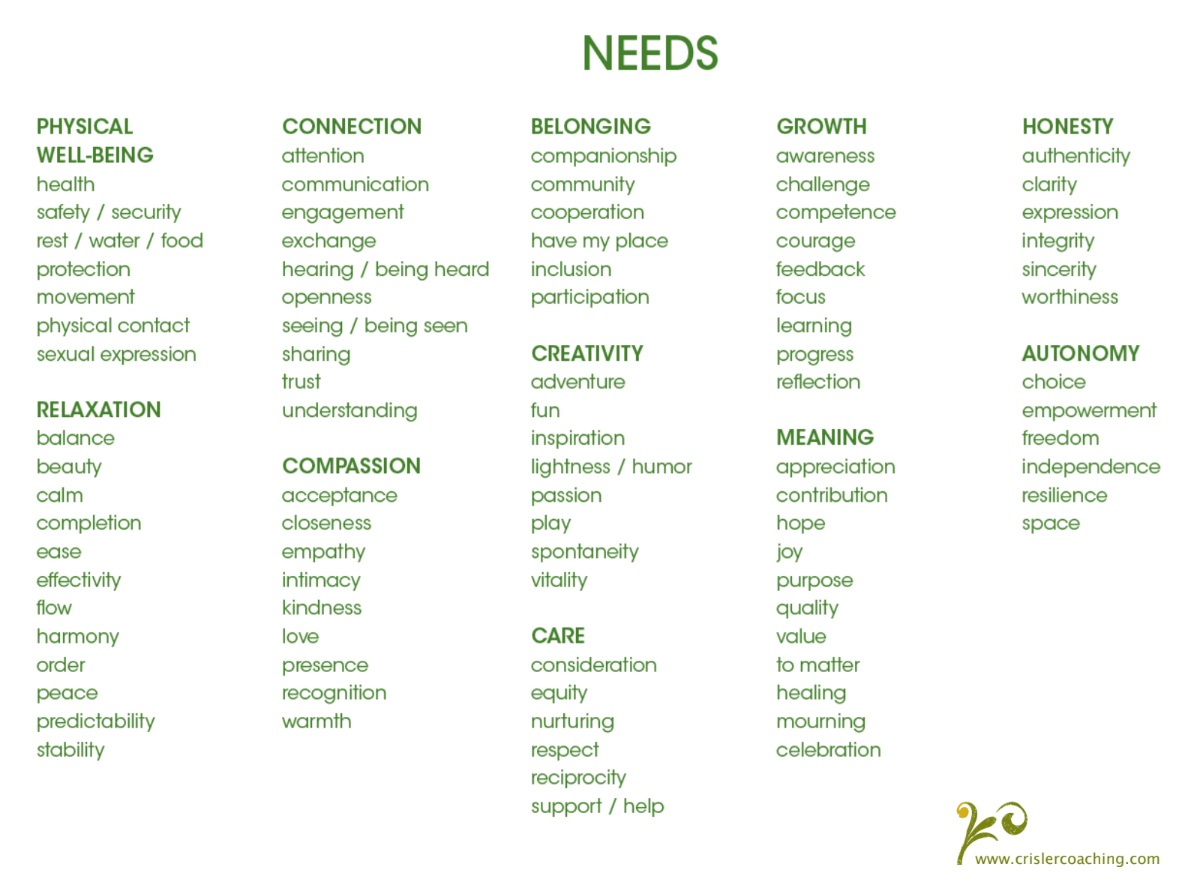 NEEDS
PHYSICAL
WELL-BEING
health
safety / security
rest / water / food
protection
movement
physical contact
sexual expression
RELAXATION
balance
beauty
calm
completion
ease
effectivity
flow
harmony
order
peace
predictability
stability
CONNECTION
attention
communication
engagement
exchange
hearing / being heard
openness
seeing / being seen
sharing
trust
understanding
COMPASSION
acceptance
closeness
empathy
intimacy
kindness
love
presence
recognition
warmth
BELONGING
companionship
community
cooperation
have my place
inclusion
participation
CREATIVITY
adventure
fun
inspiration
lightness / humor
passion
play
spontaneity
vitality
CARE
consideration
equity
nurturing
respect
reciprocity
support / help
GROWTH
awareness
challenge
competence
courage
feedback
focus
learning
progress
reflection
MEANING
appreciation
contribution
hope
joy
purpose
quality
value
to matter
healing
mourning
celebration
HONESTY
authenticity
clarity
expression
integrity
sincerity
worthiness
AUTONOMY
choice
empowerment
freedom
independence
resilience
space
www.crislercoaching.com